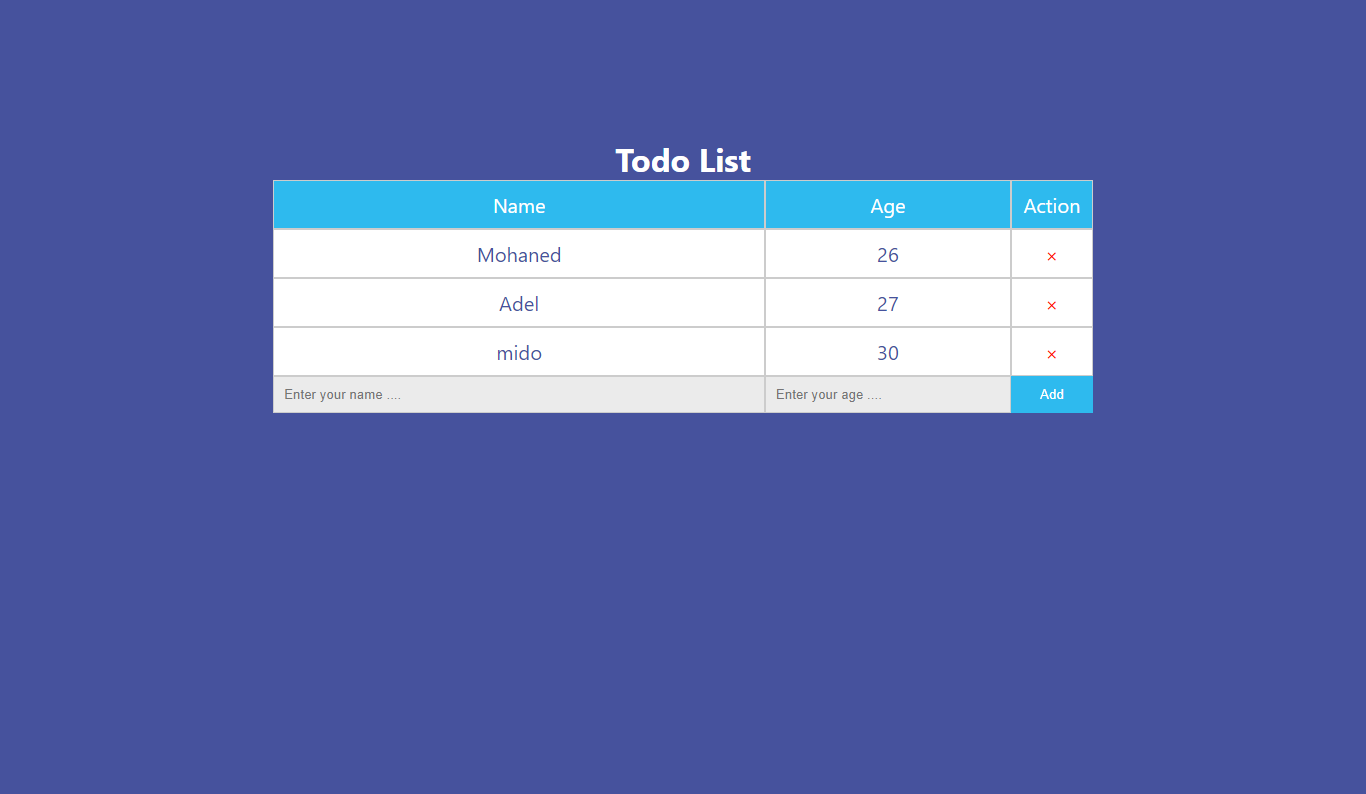 Todo List
Name Age Action
Mohaned 26 ×
Adel 27 ×
mido 30 ×
Enter your name .... Enter your age .... Add